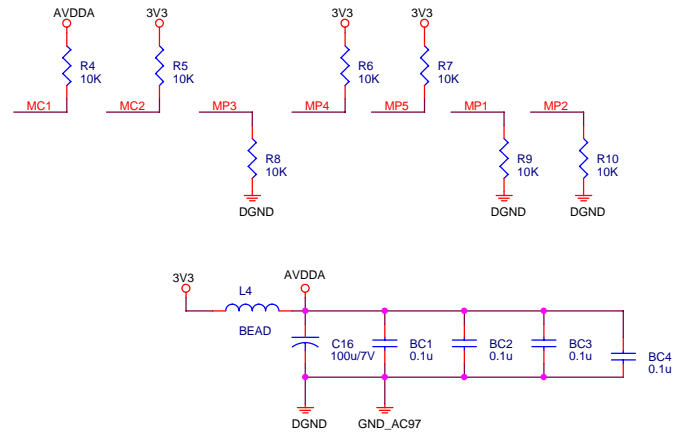 AVDDA
3V3
3V3
3V3
R4
10K
R5
10K
R6
10K
R7
10K
MC1
MC2
MP3
MP4
MP5
MP1
MP2
R8
10K
R9
10K
R10
10K
DGND
DGND
DGND
3V3
L4
AVDDA
BEAD
C16
100u/7V
BC1
0.1u
BC2
0.1u
BC3
0.1u
BC4
0.1u
DGND
GND_AC97